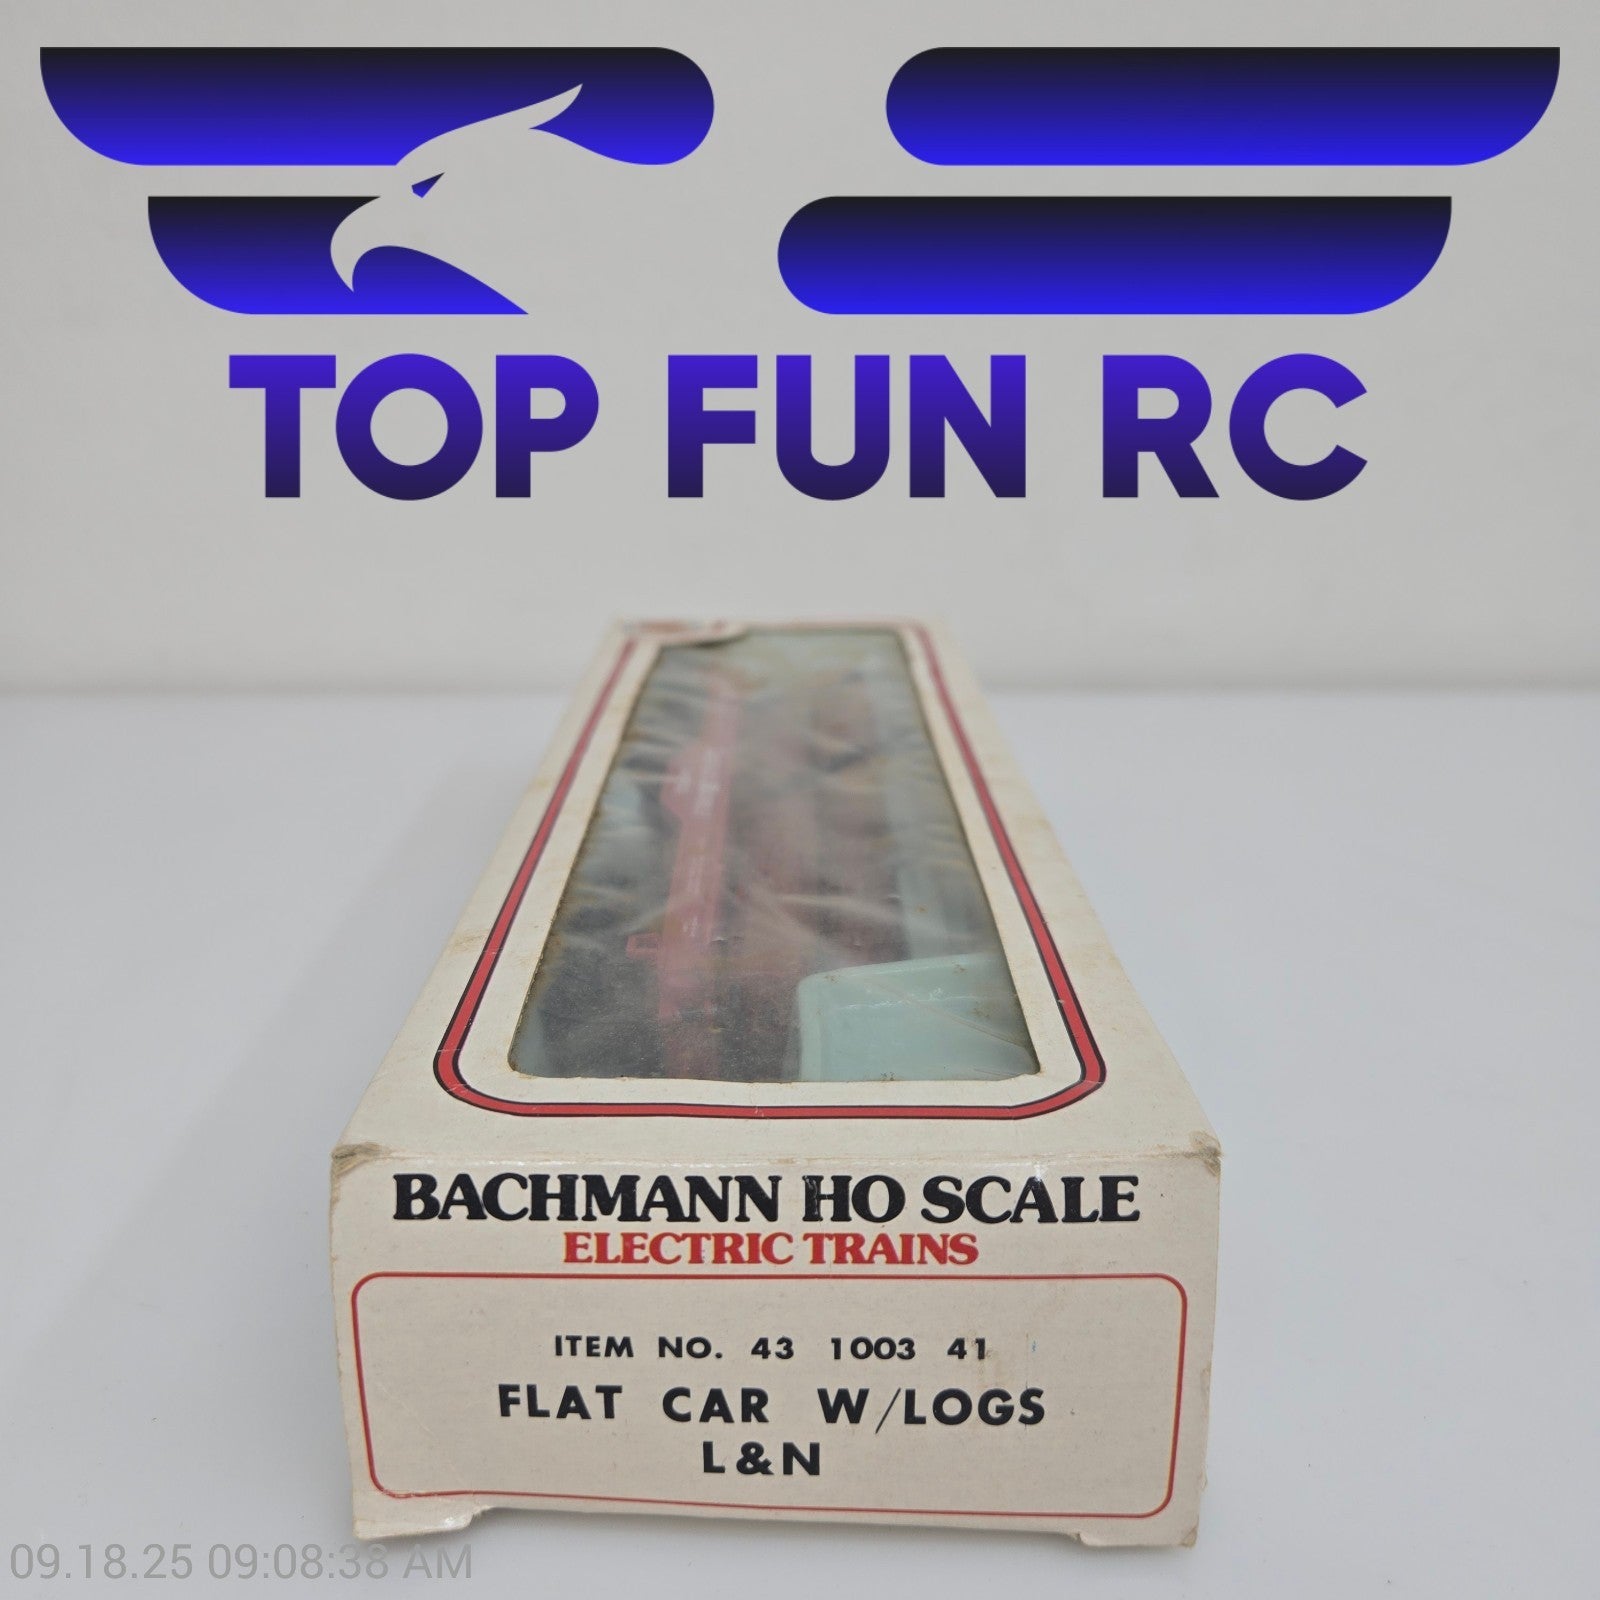 TOP FUN RC
BACHMANN HO SCALE
ELECTRIC TRAINS
ITEM NO. 43 1003 41
FLAT CAR W/LOGS
L&N
09.18.25 09:08:38 AM